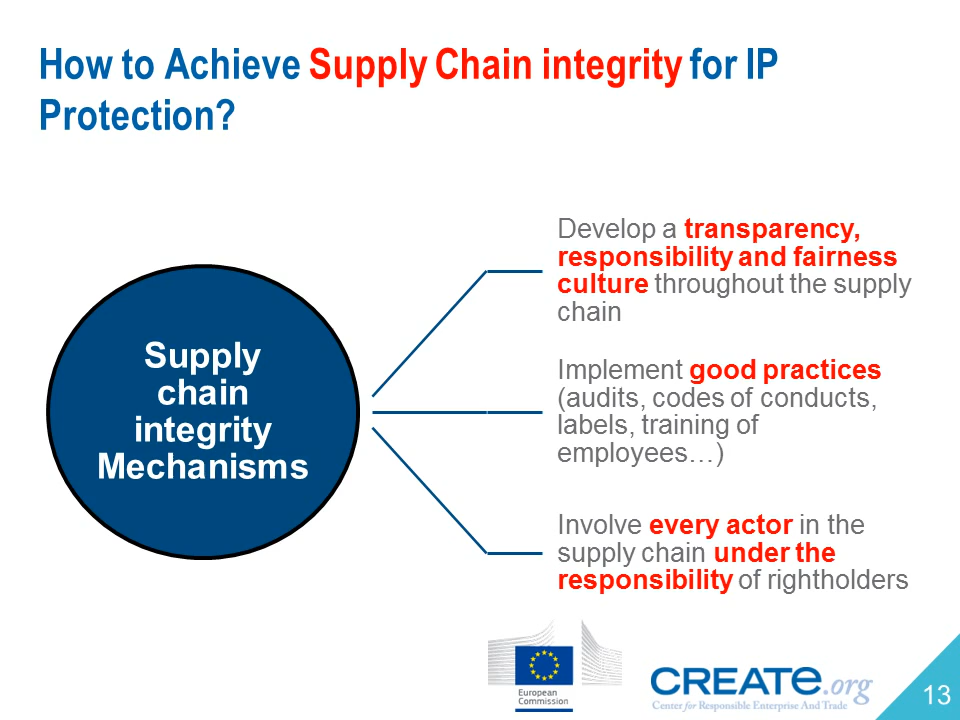 How to Achieve Supply Chain integrity for IP
Protection?
Supply
chain
integrity
Mechanisms
Develop a transparency,
responsibility and fairness
culture throughout the supply
chain
Implement good practices
(audits, codes of conducts,
labels, training of
employees…)
Involve every actor in the
supply chain under the
responsibility of rightholders
European
Commission
CREATE.org
Center for Responsible Enterprise And Trade
13